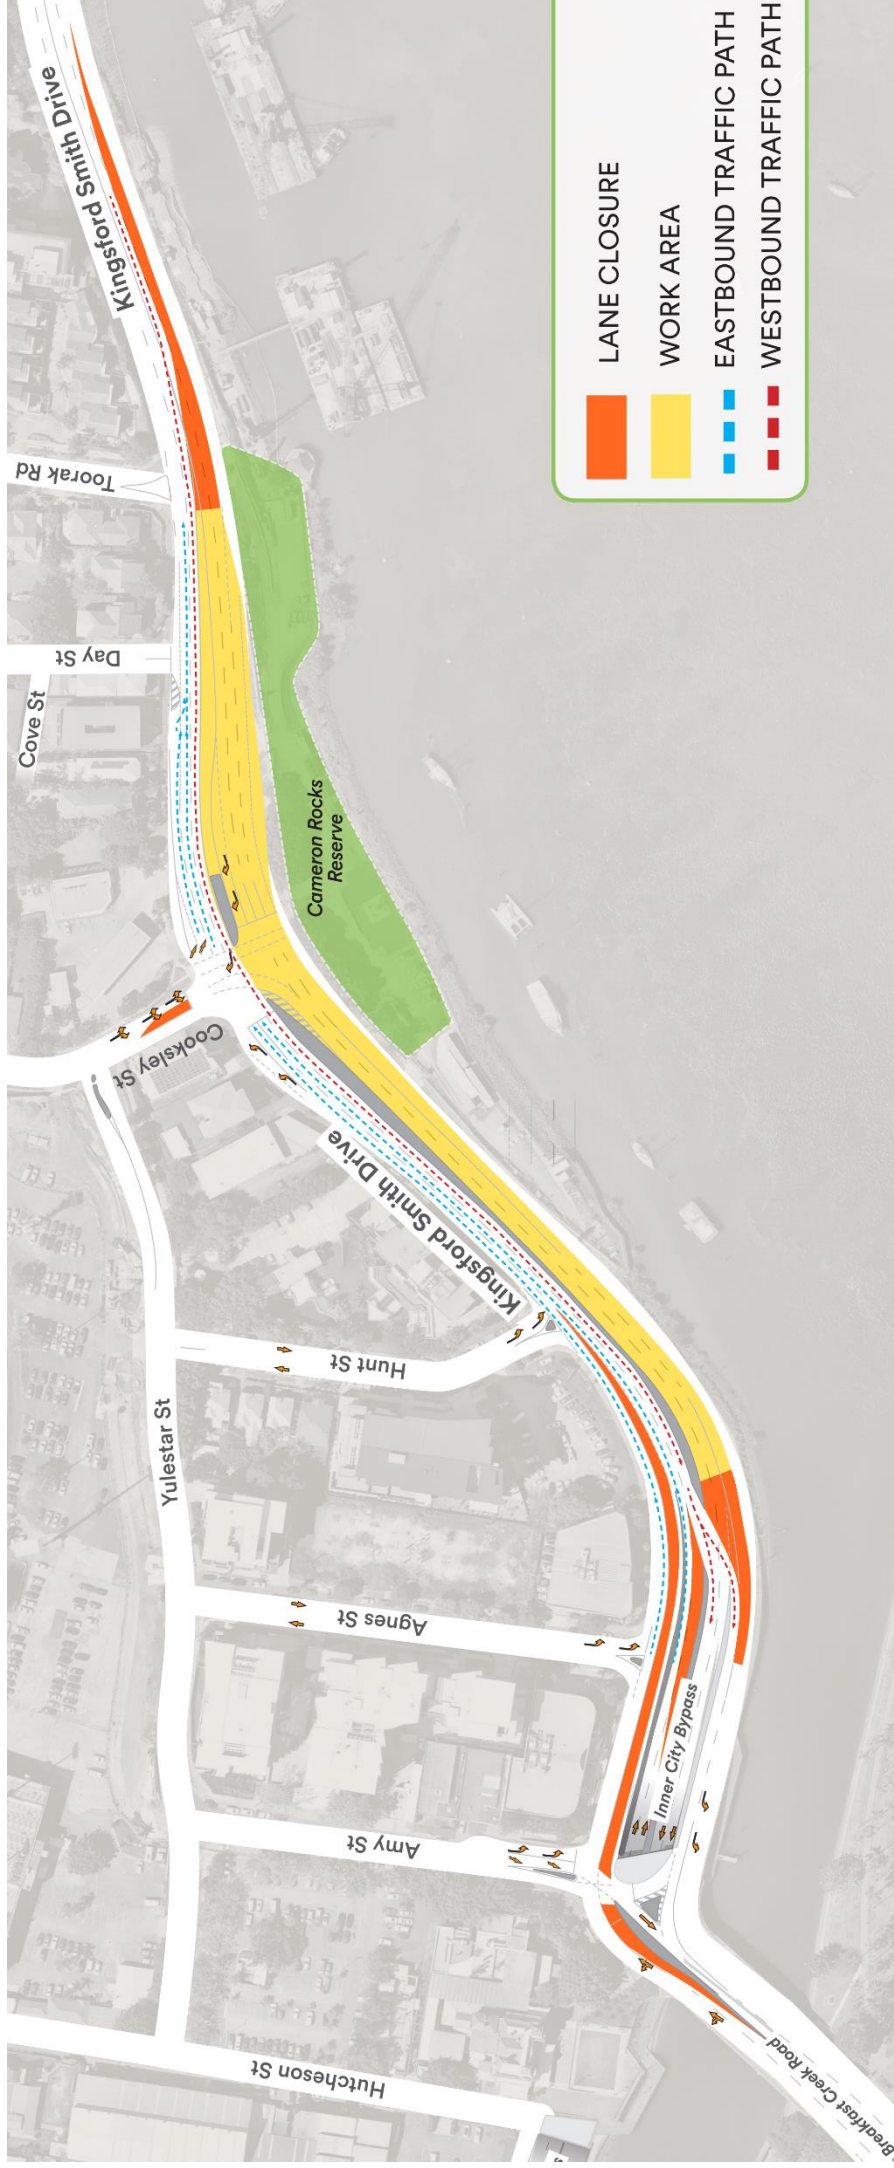 Kingsford Smith Drive
Toorak Rd
Day St
Cove St
Cameron Rocks
Reserve
Cooksley St
Kingsford Smith Drive
Hunt St
Yulestar St
Agnes St
Inner City Bypass
Amy St
Hutcheson St
Breakfast Creek Road
LANE CLOSURE
WORK AREA
EASTBOUND TRAFFIC PATH
WESTBOUND TRAFFIC PATH